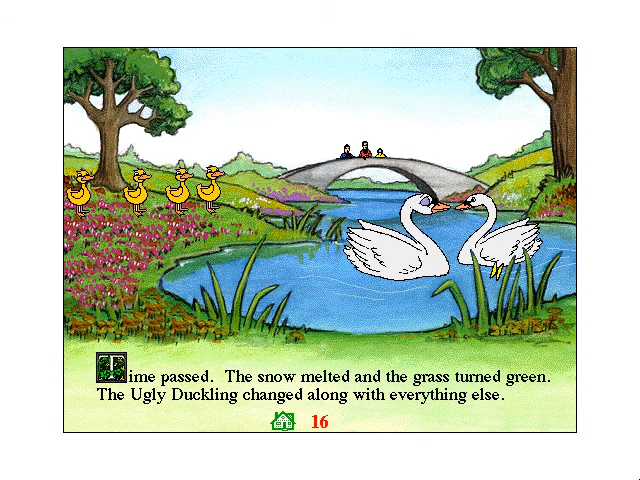 Time passed. The snow melted and the grass turned green.
The Ugly Duckling changed along with everything else.
16